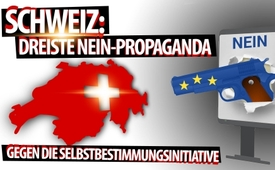 SCHWEIZ:
DREISTE NEIN-PROPAGANDA
NEIN
GEGEN DIE SELBSTBESTIMMUNGSINITIATIVE